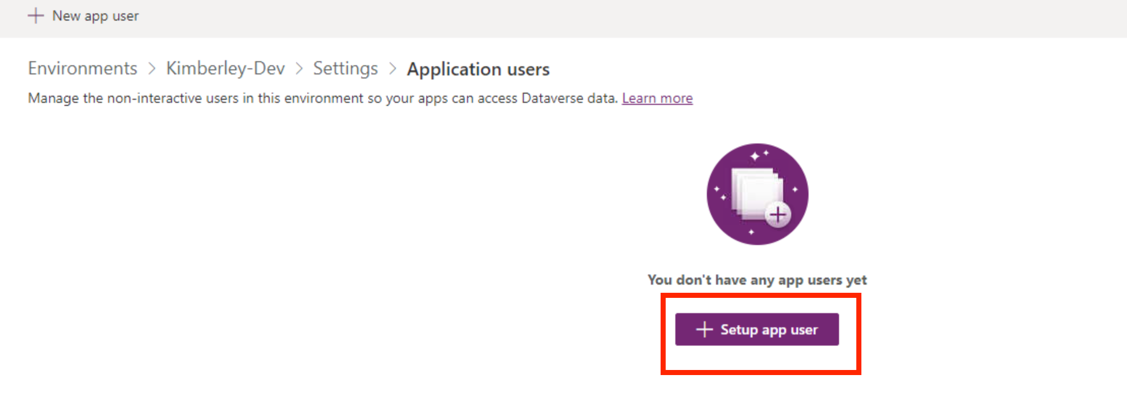 New app user
Environments > Kimberley-Dev > Settings > Application users
Manage the non-interactive users in this environment so your apps can access Dataverse data. Learn more
You don't have any app users yet
Setup app user